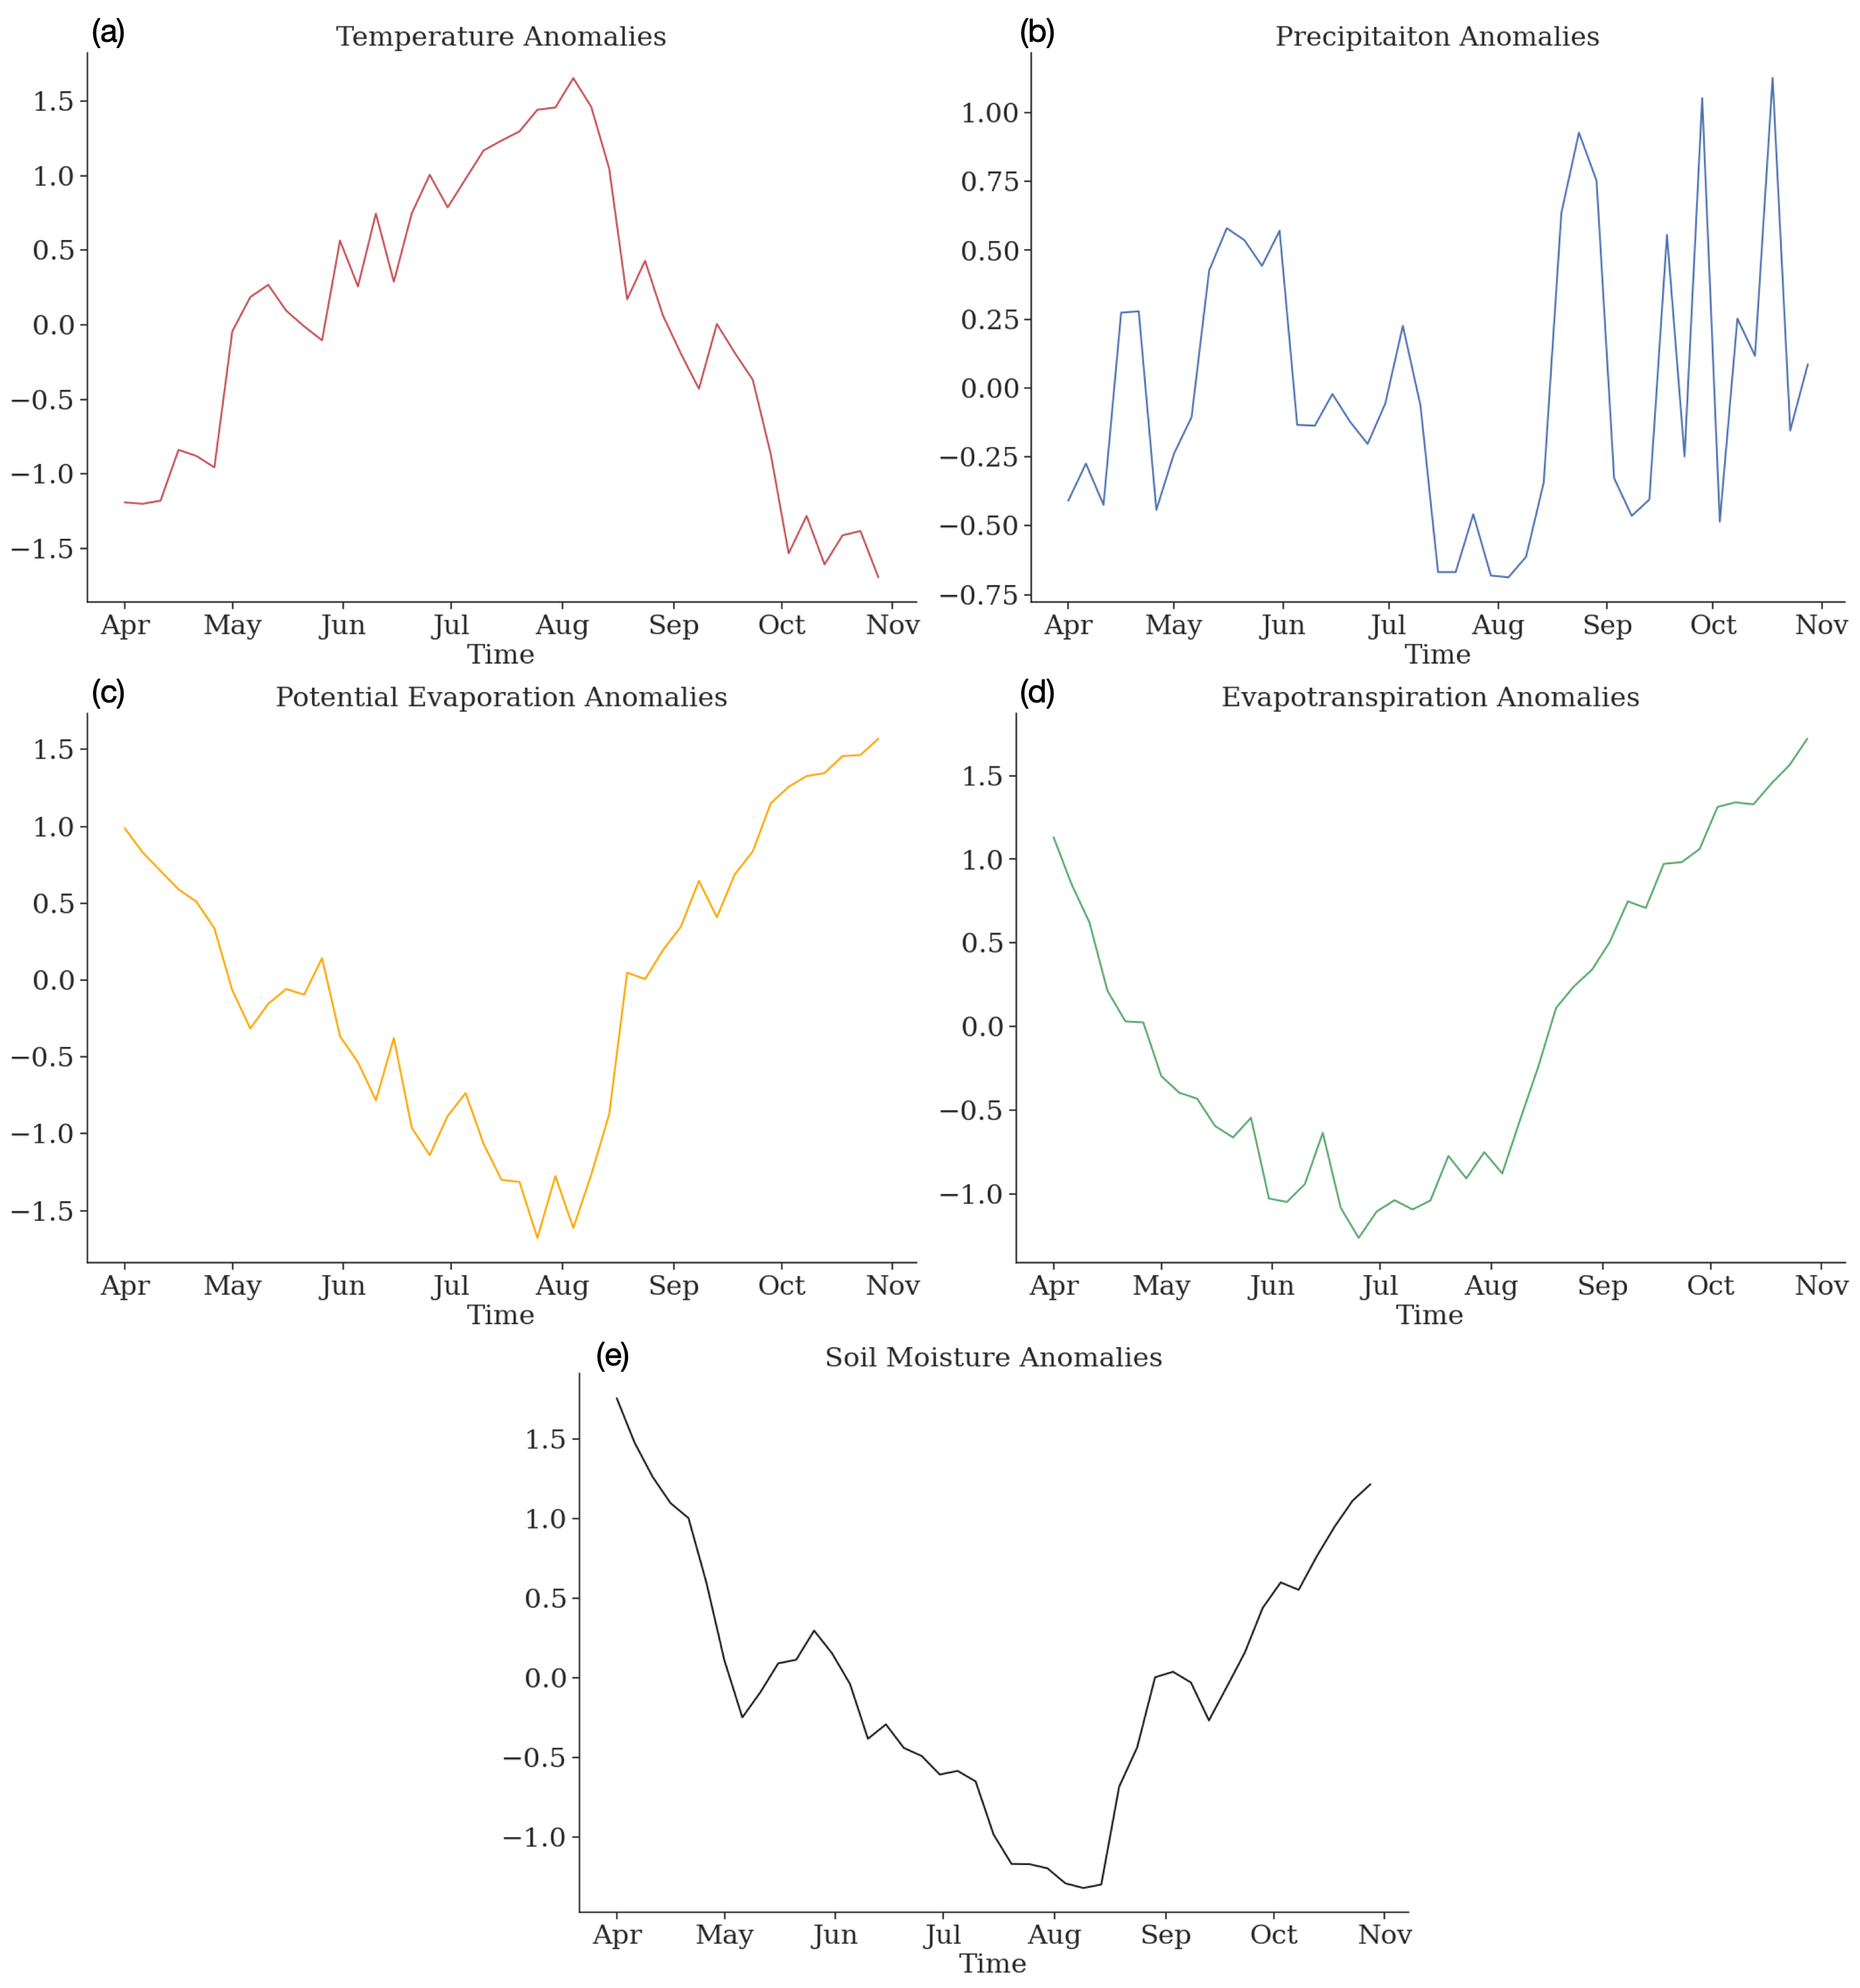 (a) Temperature Anomalies
1.5
1.0
0.5
0.0
−0.5
−1.0
−1.5
Apr May Jun Jul Aug Sep Oct Nov
Time
(b) Precipitaiton Anomalies
1.00
0.75
0.50
0.25
0.00
−0.25
−0.50
−0.75
Apr May Jun Jul Aug Sep Oct Nov
Time
(c) Potential Evaporation Anomalies
1.5
1.0
0.5
0.0
−0.5
−1.0
−1.5
Apr May Jun Jul Aug Sep Oct Nov
Time
(d) Evapotranspiration Anomalies
1.5
1.0
0.5
0.0
−0.5
−1.0
Apr May Jun Jul Aug Sep Oct Nov
Time
(e) Soil Moisture Anomalies
1.5
1.0
0.5
0.0
−0.5
−1.0
Apr May Jun Jul Aug Sep Oct Nov
Time